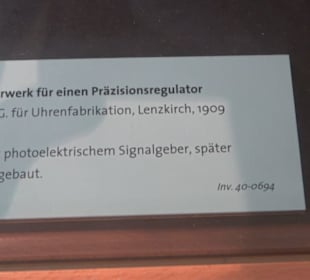 rwerk für einen Präzisionsregulator
G. für Uhrenfabrikation, Lenzkirch, 1909
photoelektrischem Signalgeber, später
gebaut.
Inv. 40-0694